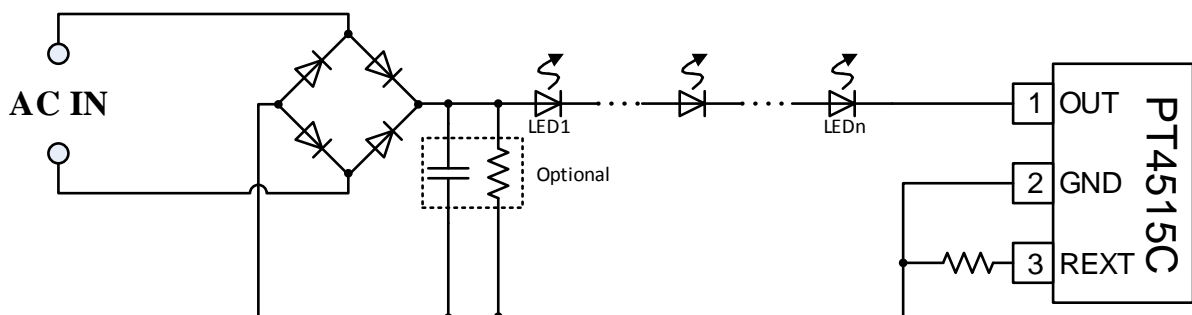 AC IN
LED1
. . .
. . .
LEDn
Optional
1 OUT
2 GND
3 REXT
PT4515C